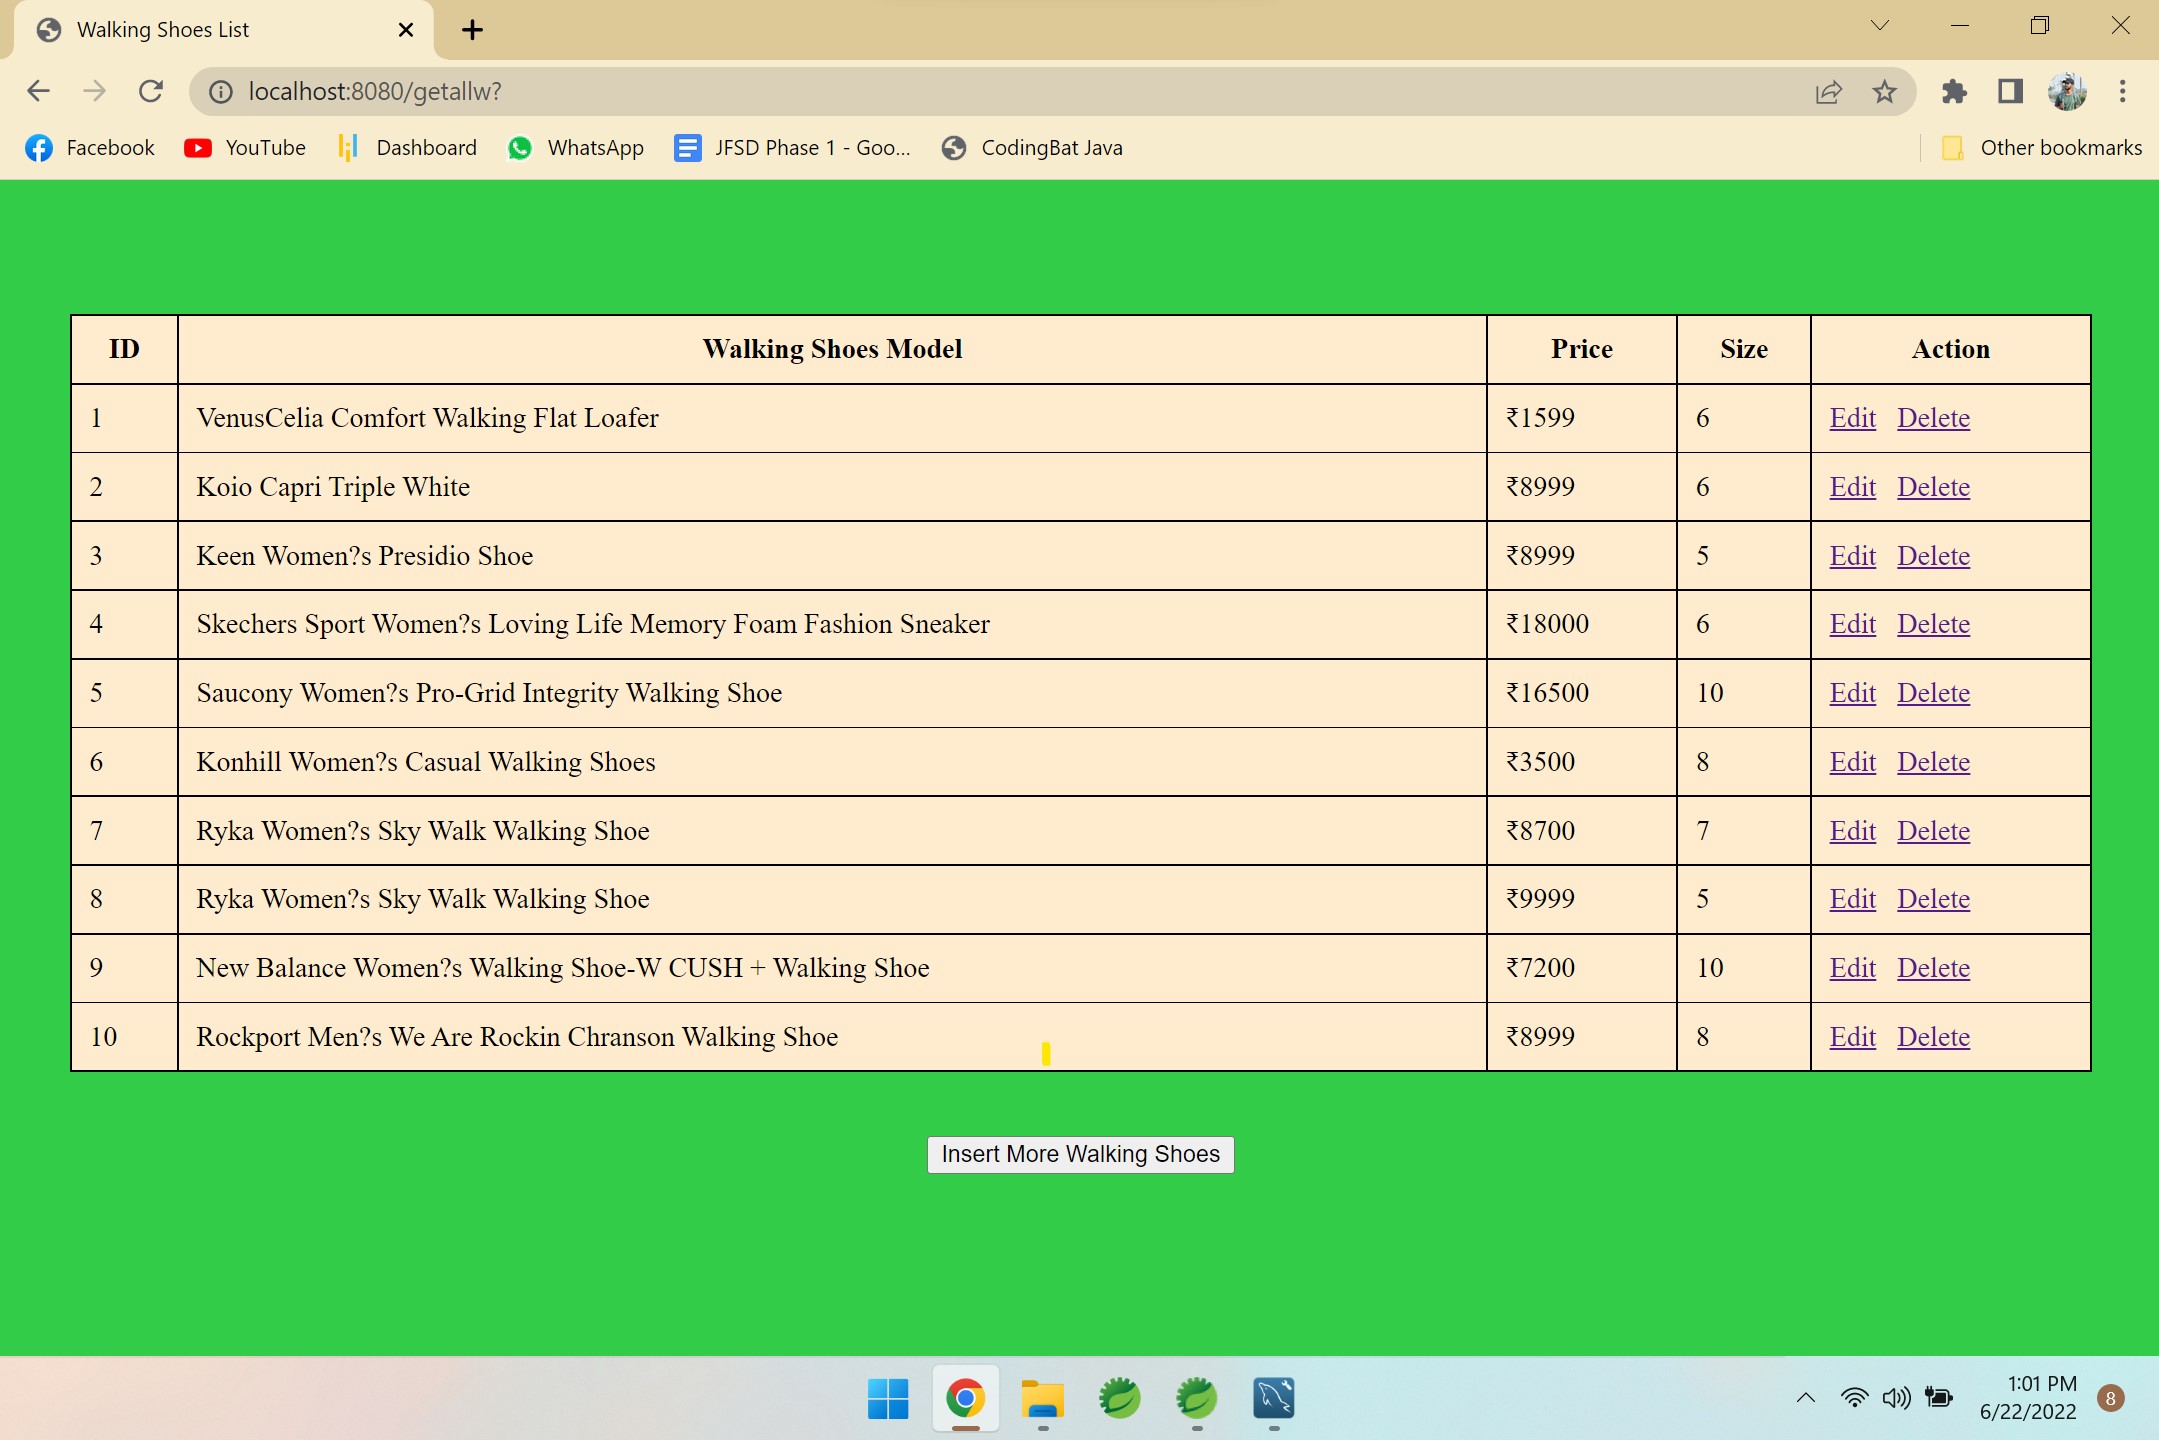 Walking Shoes List
localhost:8080/getallw?
Facebook YouTube Dashboard WhatsApp JFSD Phase 1 - Goo... CodingBat Java Other bookmarks
ID Walking Shoes Model Price Size Action
1 VenusCelia Comfort Walking Flat Loafer ₹1599 6 Edit Delete
2 Koio Capri Triple White ₹8999 6 Edit Delete
3 Keen Women?s Presidio Shoe ₹8999 5 Edit Delete
4 Skechers Sport Women?s Loving Life Memory Foam Fashion Sneaker ₹18000 6 Edit Delete
5 Saucony Women?s Pro-Grid Integrity Walking Shoe ₹16500 10 Edit Delete
6 Konhill Women?s Casual Walking Shoes ₹3500 8 Edit Delete
7 Ryka Women?s Sky Walk Walking Shoe ₹8700 7 Edit Delete
8 Ryka Women?s Sky Walk Walking Shoe ₹9999 5 Edit Delete
9 New Balance Women?s Walking Shoe-W CUSH + Walking Shoe ₹7200 10 Edit Delete
10 Rockport Men?s We Are Rockin Chranson Walking Shoe ₹8999 8 Edit Delete
Insert More Walking Shoes
1:01 PM
6/22/2022
8